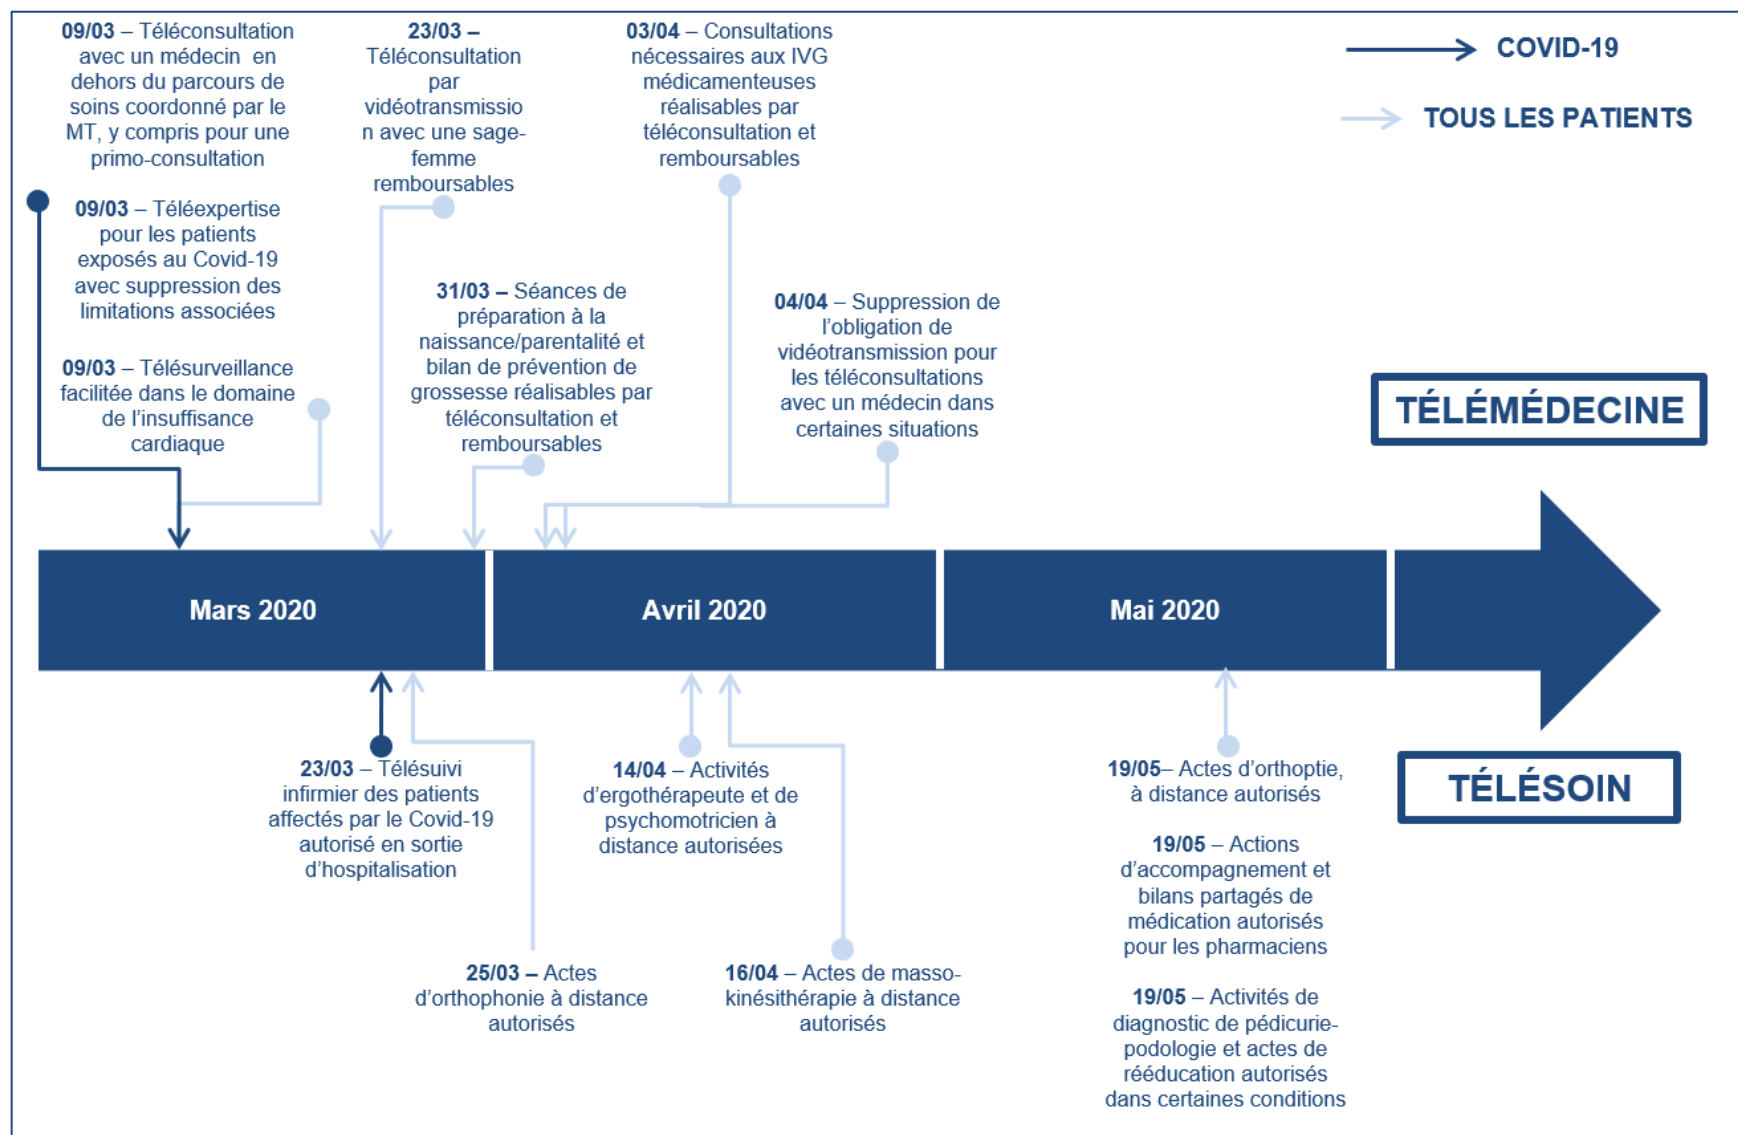 09/03 – Téléconsultation
avec un médecin en
dehors du parcours de
soins coordonné par le
MT, y compris pour une
primo-consultation
09/03 – Téléexpertise
pour les patients
exposés au Covid-19
avec suppression des
limitations associées
09/03 – Télésurveillance
facilitée dans le domaine
de l’insuffisance
cardiaque
23/03 –
Téléconsultation
par
vidéotransmissio
n avec une sage-
femme
remboursables
31/03 – Séances de
préparation à la
naissance/parentalité et
bilan de prévention de
grossesse réalisables par
téléconsultation et
remboursables
03/04 – Consultations
nécessaires aux IVG
médicamenteuses
réalisables par
téléconsultation et
remboursables
04/04 – Suppression de
l’obligation de
vidéotransmission pour
les téléconsultations
avec un médecin dans
certaines situations
COVID-19
TOUS LES PATIENTS
TÉLÉMÉDECINE
Mars 2020
Avril 2020
Mai 2020
23/03 – Télésuivi
infirmier des patients
affectés par le Covid-19
autorisé en sortie
d’hospitalisation
25/03 – Actes
d’orthophonie à distance
autorisés
14/04 – Activités
d’ergothérapeute et de
psychomotricien à
distance autorisées
16/04 – Actes de masso-
kinésithérapie à distance
autorisés
19/05– Actes d’orthoptie,
à distance autorisés
19/05 – Actions
d’accompagnement et
bilans partagés de
médication autorisés
pour les pharmaciens
19/05 – Activités de
diagnostic de pédicurie-
podologie et actes de
rééducation autorisés
dans certaines conditions
TÉLÉSOIN